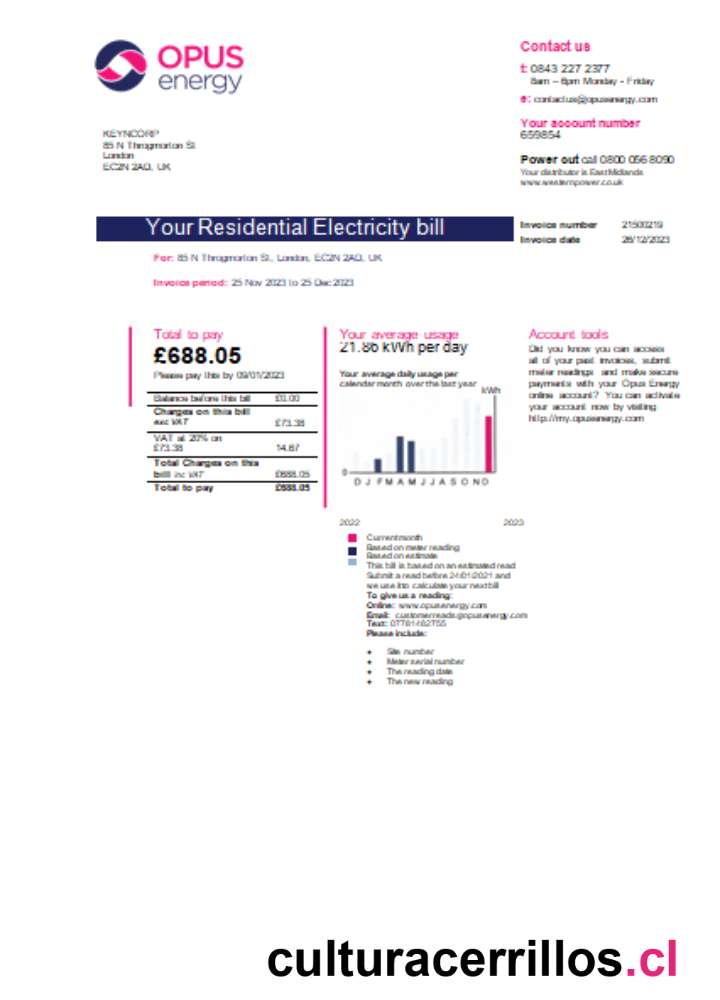 OPUS
energy
Contact us
t: 0843 227 2377
8am – 6pm Monday - Friday
e: contactus@opusenergy.com
Your account number
659854
KEYNCORP
85 N Throgmorton St
London
EC2N 2AD, UK
Power out call 0800 056 8090
Your distributor is East Midlands
www.westernpower.co.uk
Your Residential Electricity bill
Invoice number 21500219
Invoice date 26/12/2023
For: 85 N Throgmorton St, London, EC2N 2AD, UK
Invoice period: 25 Nov 2023 to 25 Dec 2023
Total to pay
£688.05
Please pay this by 09/01/2023
Balance before this bill £0.00
Charges on this bill
exc VAT £73.38
VAT at 20% on
£73.38 14.67
Total Charges on this
bill inc VAT £688.05
Total to pay £688.05
Your average usage
21.86 kWh per day
Your average daily usage per
calendar month over the last year
kWh
0
D J F M A M J J A S O N D
2022 2023
Current month
Based on meter reading
Based on estimate
This bill is based on an estimated read
Submit a read before 24/01/2021 and
we use it to calculate your next bill
To give us a reading:
Online: www.opusenergy.com
Email: customerreads@opusenergy.com
Text:
Please include:
Site number
Meter serial number
The reading date
The new reading
Account tools
Did you know you can access
all of your past invoices, submit
meter readings and make secure
payments with your Opus Energy
online account? You can activate
your account now by visiting
http://my.opusenergy.com
culturacerrillos.cl